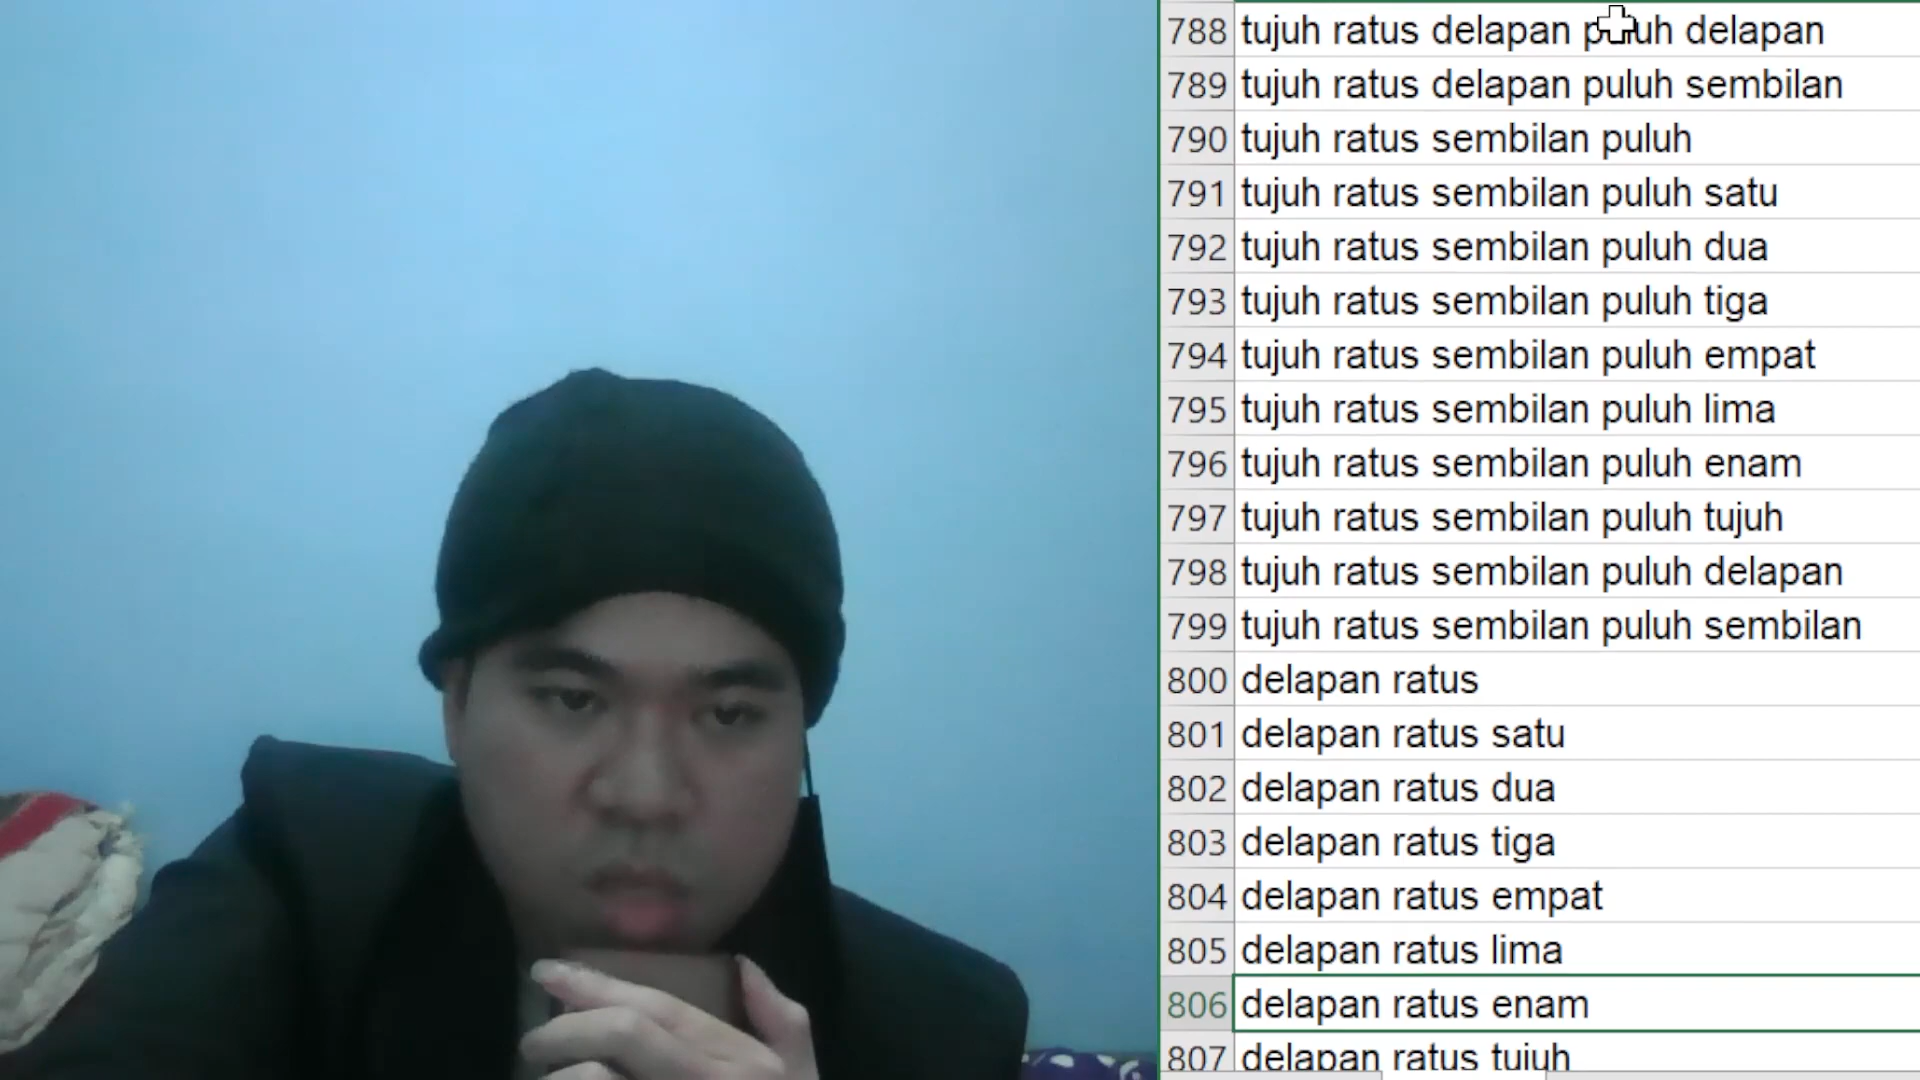 788 tujuh ratus delapan puluh delapan
789 tujuh ratus delapan puluh sembilan
790 tujuh ratus sembilan puluh
791 tujuh ratus sembilan puluh satu
792 tujuh ratus sembilan puluh dua
793 tujuh ratus sembilan puluh tiga
794 tujuh ratus sembilan puluh empat
795 tujuh ratus sembilan puluh lima
796 tujuh ratus sembilan puluh enam
797 tujuh ratus sembilan puluh tujuh
798 tujuh ratus sembilan puluh delapan
799 tujuh ratus sembilan puluh sembilan
800 delapan ratus
801 delapan ratus satu
802 delapan ratus dua
803 delapan ratus tiga
804 delapan ratus empat
805 delapan ratus lima
806 delapan ratus enam
807 delapan ratus tujuh